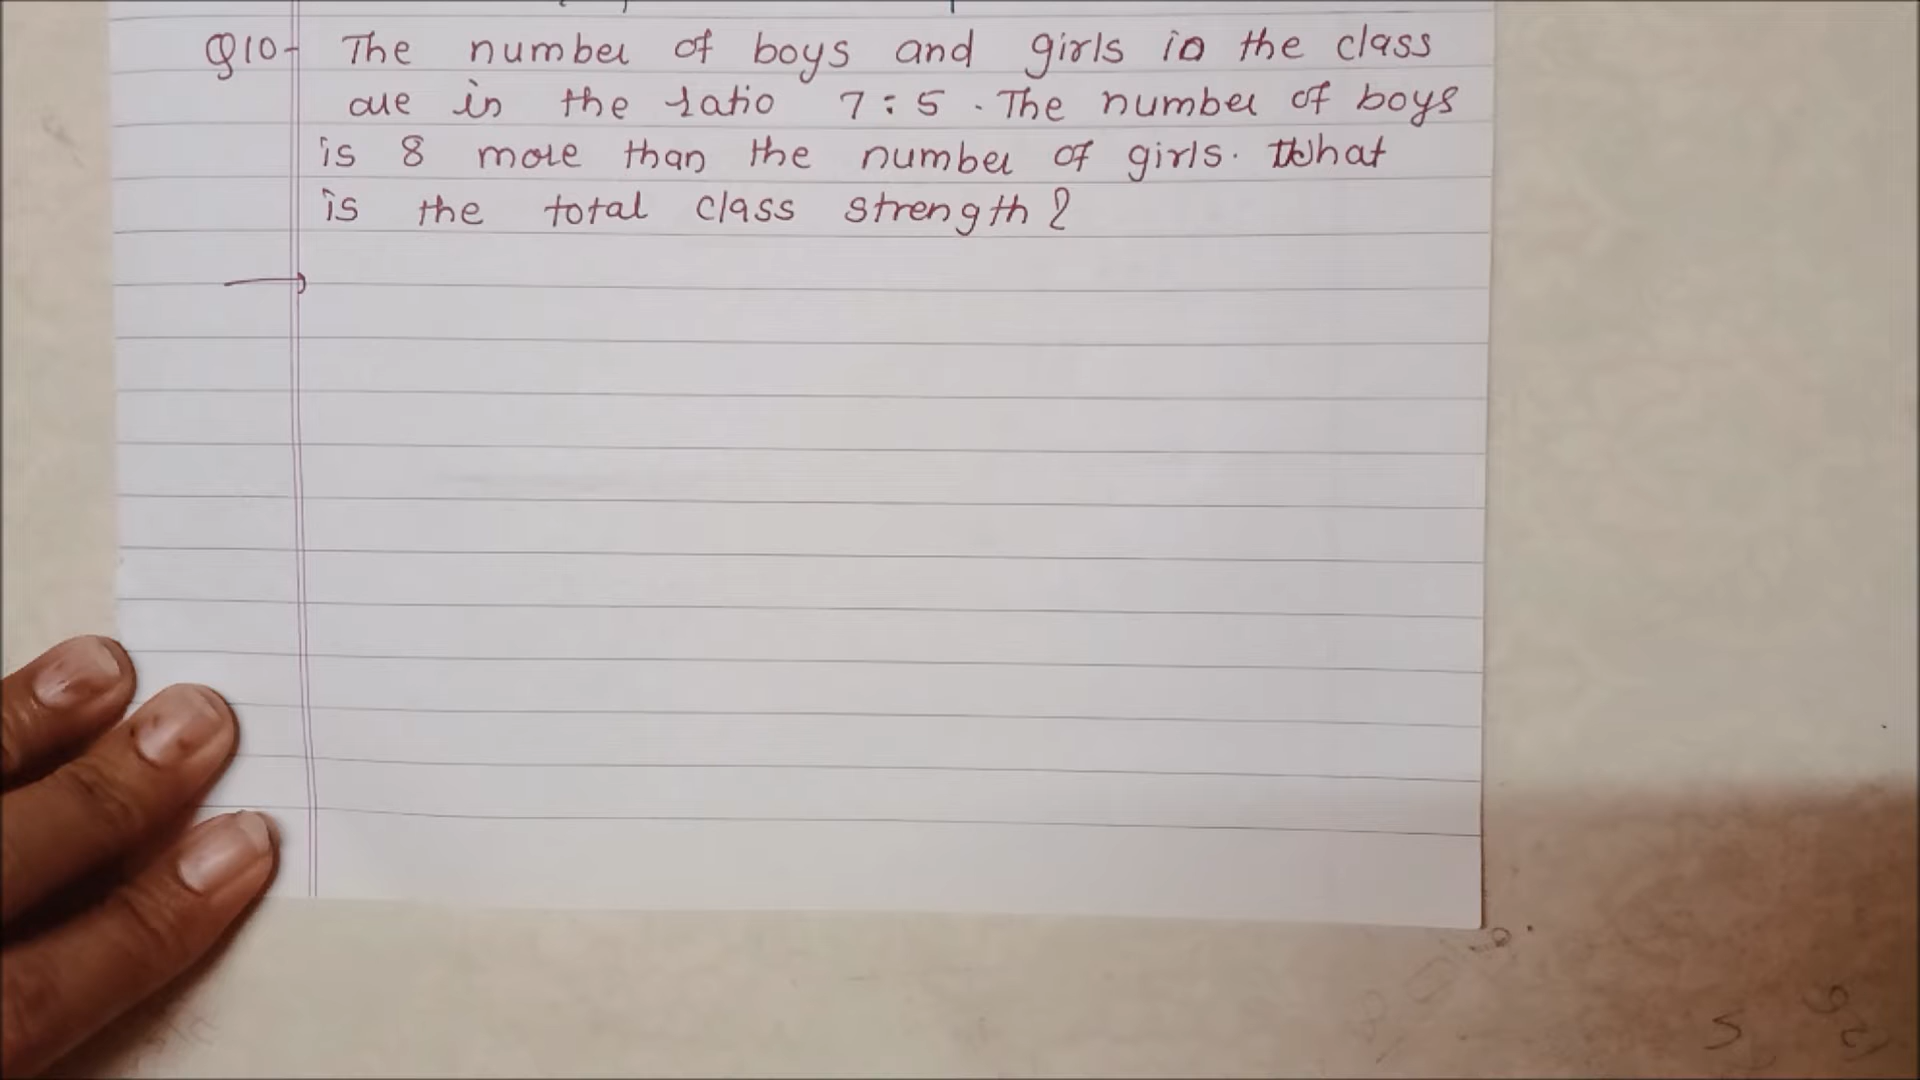 Q10- The number of boys and girls in the class
are in the ratio 7 : 5 . The number of boys
is 8 more than the number of girls. What
is the total class strength ?